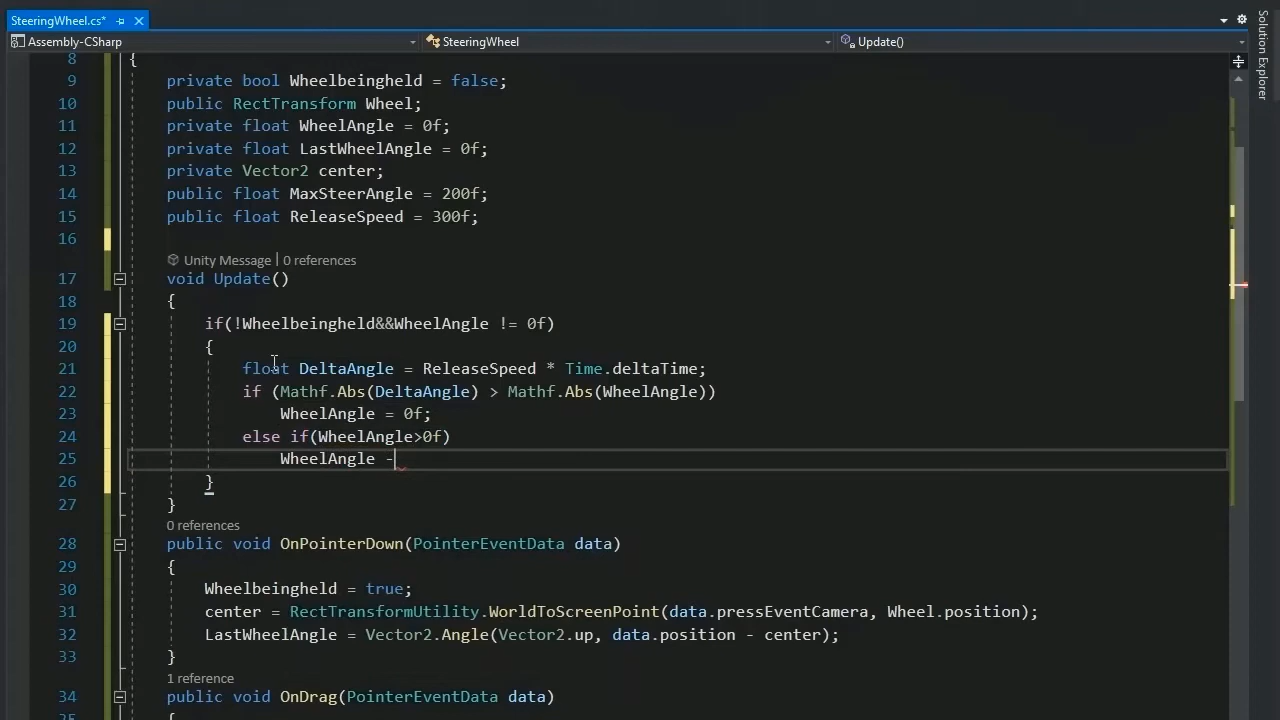 SteeringWheel.cs*
Assembly-CSharp
SteeringWheel
Update()
Solution Explorer
8 {
9 private bool Wheelbeingheld = false;
10 public RectTransform Wheel;
11 private float WheelAngle = 0f;
12 private float LastWheelAngle = 0f;
13 private Vector2 center;
14 public float MaxSteerAngle = 200f;
15 public float ReleaseSpeed = 300f;
16
Unity Message | 0 references
17 void Update()
18 {
19 if(!Wheelbeingheld&&WheelAngle != 0f)
20 {
21 float DeltaAngle = ReleaseSpeed * Time.deltaTime;
22 if (Mathf.Abs(DeltaAngle) > Mathf.Abs(WheelAngle))
23 WheelAngle = 0f;
24 else if(WheelAngle>0f)
25 WheelAngle -
26 }
27 }
0 references
28 public void OnPointerDown(PointerEventData data)
29 {
30 Wheelbeingheld = true;
31 center = RectTransformUtility.WorldToScreenPoint(data.pressEventCamera, Wheel.position);
32 LastWheelAngle = Vector2.Angle(Vector2.up, data.position - center);
33 }
1 reference
34 public void OnDrag(PointerEventData data)
35 {